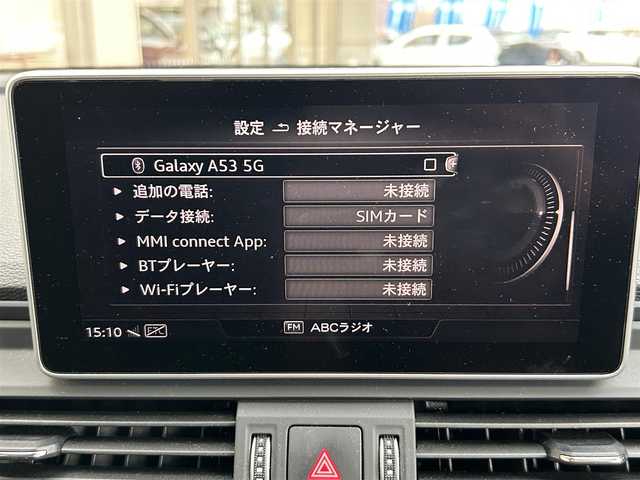 設定 接続マネージャー
Galaxy A53 5G
追加の電話: 未接続
データ接続: SIMカード
MMI connect App: 未接続
BTプレーヤー: 未接続
Wi-Fiプレーヤー: 未接続
15:10 FM ABCラジオ